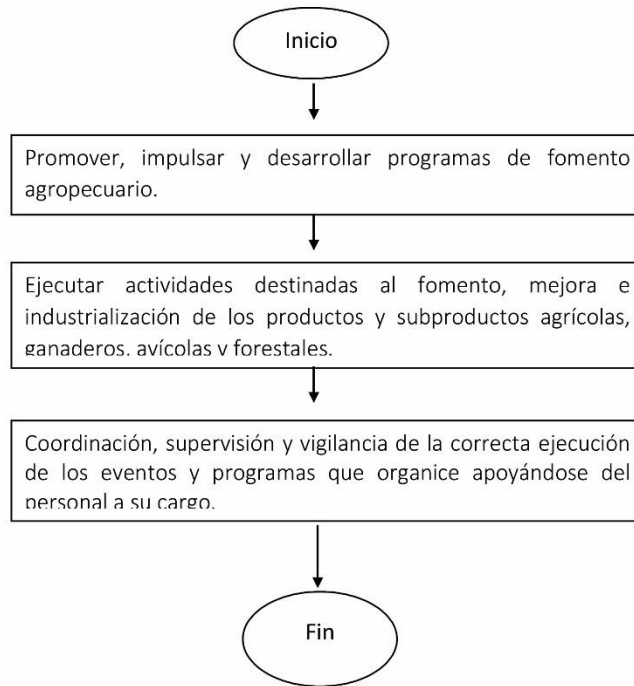 Inicio
Promover, impulsar y desarrollar programas de fomento
agropecuario.
Ejecutar actividades destinadas al fomento, mejora e
industrialización de los productos y subproductos agrícolas,
ganaderos, avícolas y forestales.
Coordinación, supervisión y vigilancia de la correcta ejecución
de los eventos y programas que organice apoyándose del
personal a su cargo.
Fin